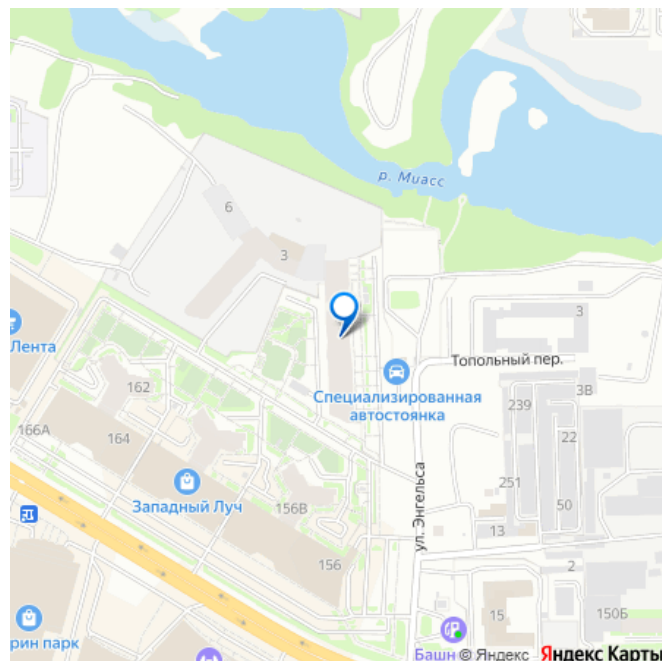 р. Миасс
6
3
3
Лента
Топольный пер.
Специализированная
автостоянка
3В
162
239
166А
164
22
251
50
Западный Луч
156В
ул. Энгельса
13
156
2
15
150Б
рин парк
Башн
© Яндекс
Яндекс Карты